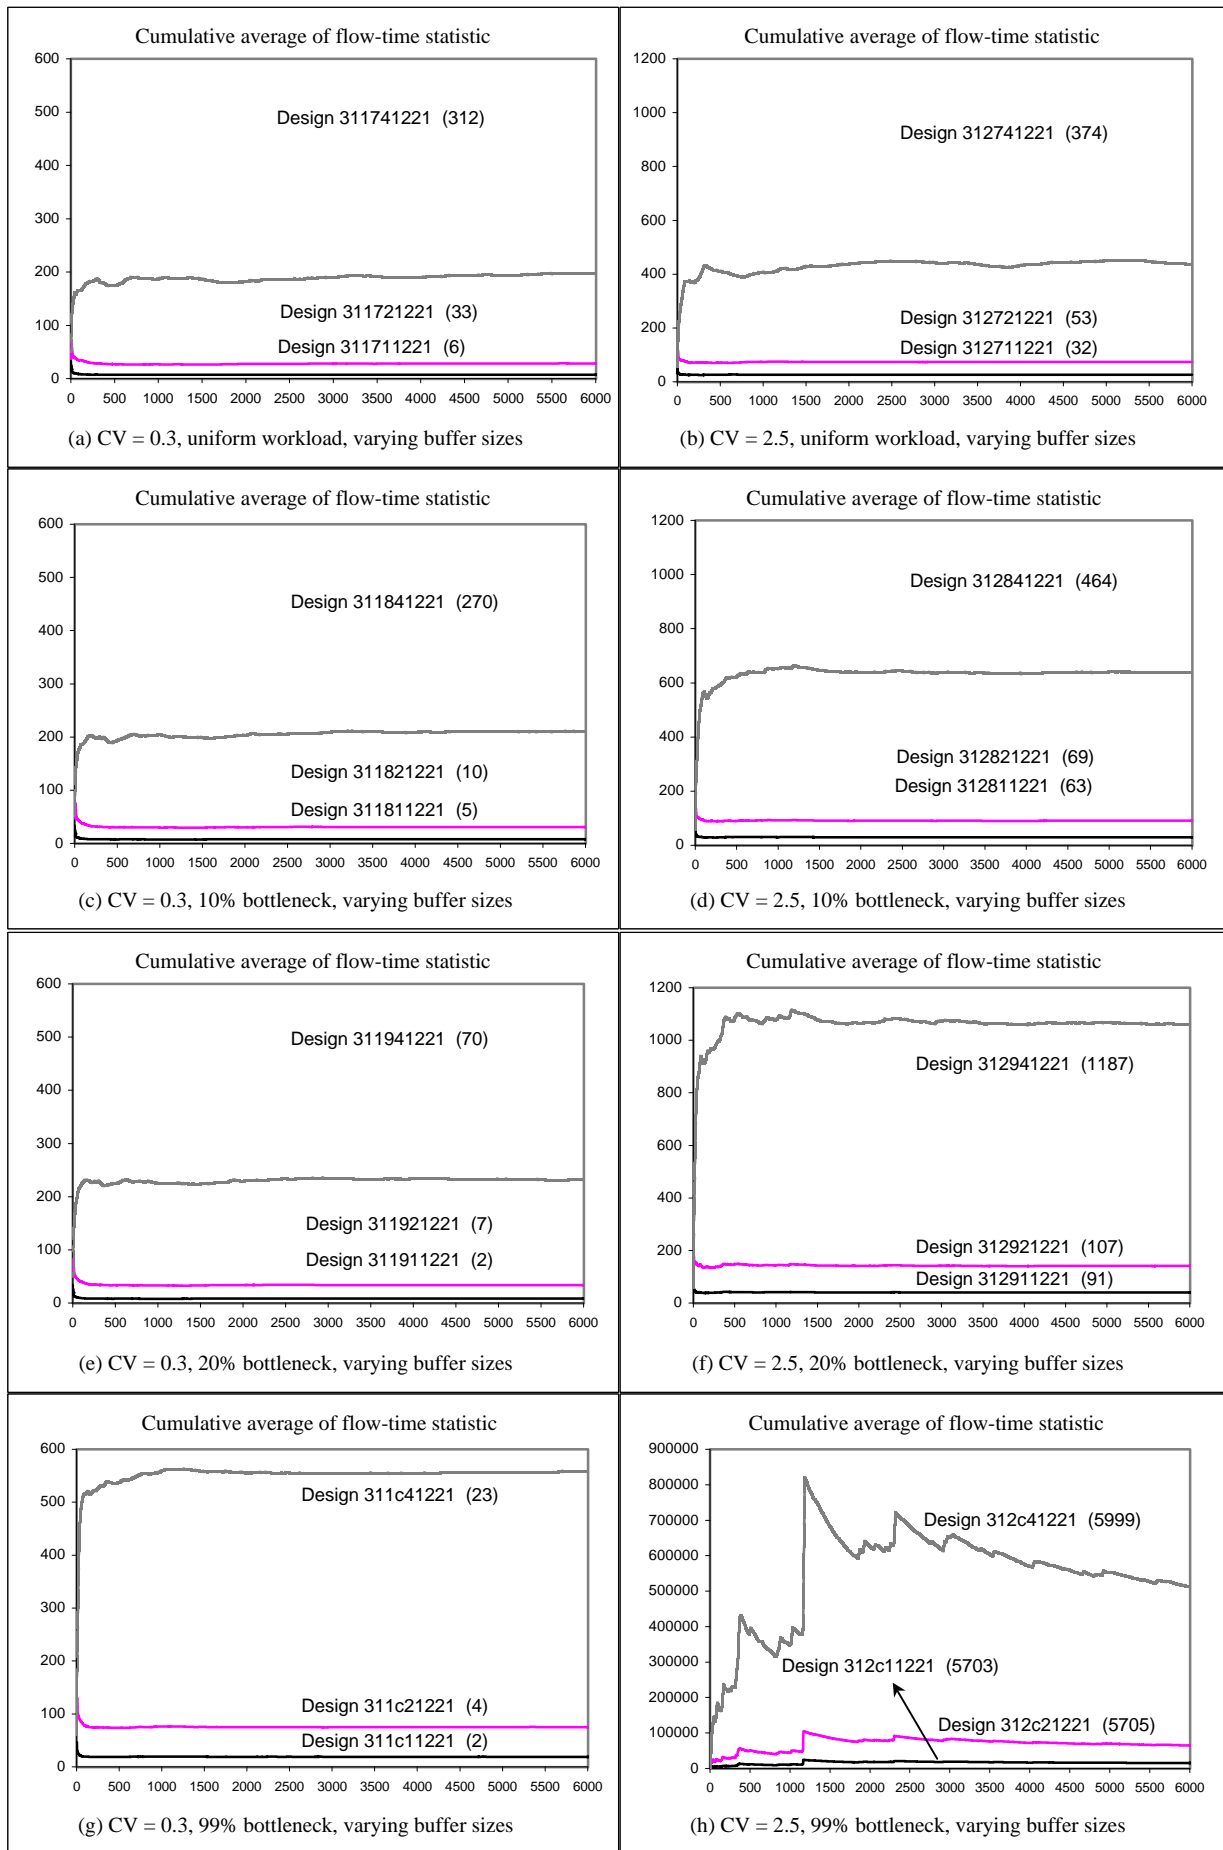 Cumulative average of flow-time statistic
600
500
400
300
200
100
0
Design 311741221 (312)
Design 311721221 (33)
Design 311711221 (6)
0 500 1000 1500 2000 2500 3000 3500 4000 4500 5000 5500 6000
(a) CV = 0.3, uniform workload, varying buffer sizes
Cumulative average of flow-time statistic
1200
1000
800
600
400
200
0
Design 312741221 (374)
Design 312721221 (53)
Design 312711221 (32)
0 500 1000 1500 2000 2500 3000 3500 4000 4500 5000 5500 6000
(b) CV = 2.5, uniform workload, varying buffer sizes
Cumulative average of flow-time statistic
600
500
400
300
200
100
0
Design 311841221 (270)
Design 311821221 (10)
Design 311811221 (5)
0 500 1000 1500 2000 2500 3000 3500 4000 4500 5000 5500 6000
(c) CV = 0.3, 10% bottleneck, varying buffer sizes
Cumulative average of flow-time statistic
1200
1000
800
600
400
200
0
Design 312841221 (464)
Design 312821221 (69)
Design 312811221 (63)
0 500 1000 1500 2000 2500 3000 3500 4000 4500 5000 5500 6000
(d) CV = 2.5, 10% bottleneck, varying buffer sizes
Cumulative average of flow-time statistic
600
500
400
300
200
100
0
Design 311941221 (70)
Design 311921221 (7)
Design 311911221 (2)
0 500 1000 1500 2000 2500 3000 3500 4000 4500 5000 5500 6000
(e) CV = 0.3, 20% bottleneck, varying buffer sizes
Cumulative average of flow-time statistic
1200
1000
800
600
400
200
0
Design 312941221 (1187)
Design 312921221 (107)
Design 312911221 (91)
0 500 1000 1500 2000 2500 3000 3500 4000 4500 5000 5500 6000
(f) CV = 2.5, 20% bottleneck, varying buffer sizes
Cumulative average of flow-time statistic
600
500
400
300
200
100
0
Design 311c41221 (23)
Design 311c21221 (4)
Design 311c11221 (2)
0 500 1000 1500 2000 2500 3000 3500 4000 4500 5000 5500 6000
(g) CV = 0.3, 99% bottleneck, varying buffer sizes
Cumulative average of flow-time statistic
900000
800000
700000
600000
500000
400000
300000
200000
100000
0
Design 312c41221 (5999)
Design 312c11221 (5703)
Design 312c21221 (5705)
0 500 1000 1500 2000 2500 3000 3500 4000 4500 5000 5500 6000
(h) CV = 2.5, 99% bottleneck, varying buffer sizes